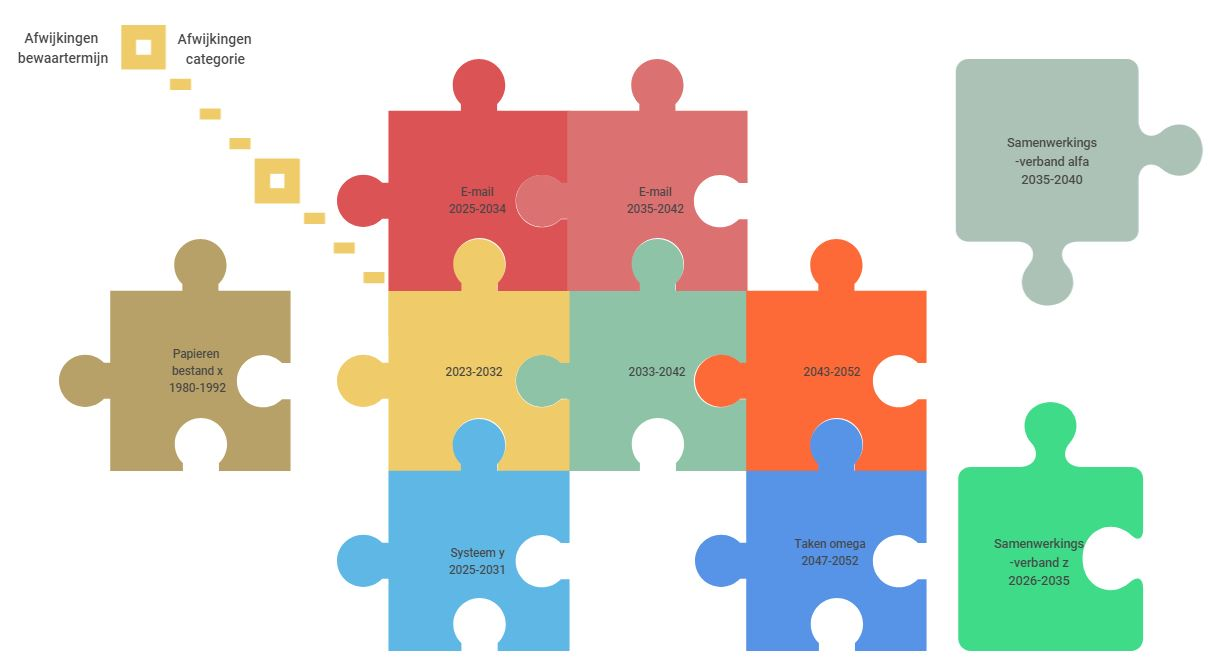 Afwijkingen
bewaartermijn
Afwijkingen
categorie
E-mail
2025-2034
E-mail
2035-2042
Samenwerkings
-verband alfa
2035-2040
Papieren
bestand x
1980-1992
2023-2032
2033-2042
2043-2052
Systeem y
2025-2031
Taken omega
2047-2052
Samenwerkings
-verband z
2026-2035